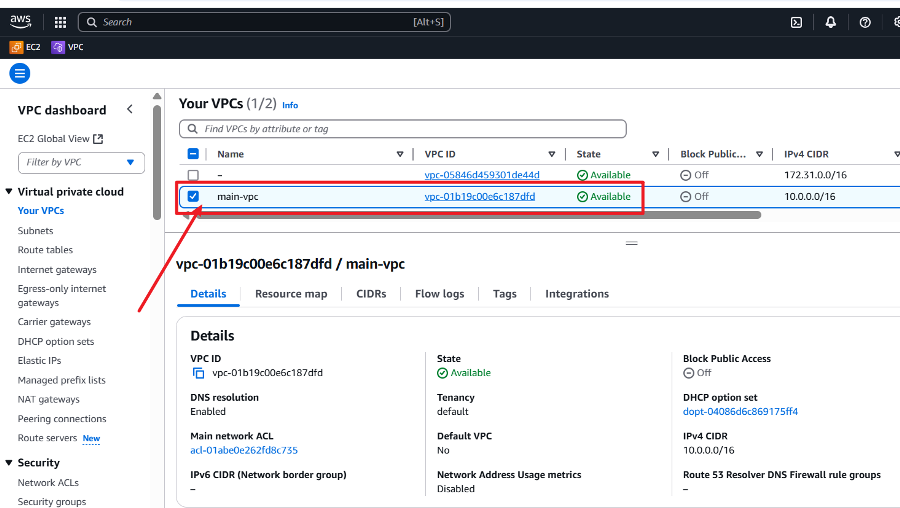 aws
Search [Alt+S]
EC2 VPC
VPC dashboard
EC2 Global View
Filter by VPC
Virtual private cloud
Your VPCs
Subnets
Route tables
Internet gateways
Egress-only internet
gateways
Carrier gateways
DHCP option sets
Elastic IPs
Managed prefix lists
NAT gateways
Peering connections
Route servers New
Security
Network ACLs
Security groups
Your VPCs (1/2) Info
Find VPCs by attribute or tag
Name VPC ID State Block Public... IPv4 CIDR
– vpc-05846d459301de44d Available Off 172.31.0.0/16
main-vpc vpc-01b19c00e6c187dfd Available Off 10.0.0.0/16
vpc-01b19c00e6c187dfd / main-vpc
Details Resource map CIDRs Flow logs Tags Integrations
Details
VPC ID
vpc-01b19c00e6c187dfd
State
Available
Block Public Access
Off
DNS resolution
Enabled
Tenancy
default
DHCP option set
dopt-04086d6c869175ff4
Main network ACL
acl-01abe0e262fd8c735
Default VPC
No
IPv4 CIDR
10.0.0.0/16
IPv6 CIDR (Network border group)
–
Network Address Usage metrics
Disabled
Route 53 Resolver DNS Firewall rule groups
–